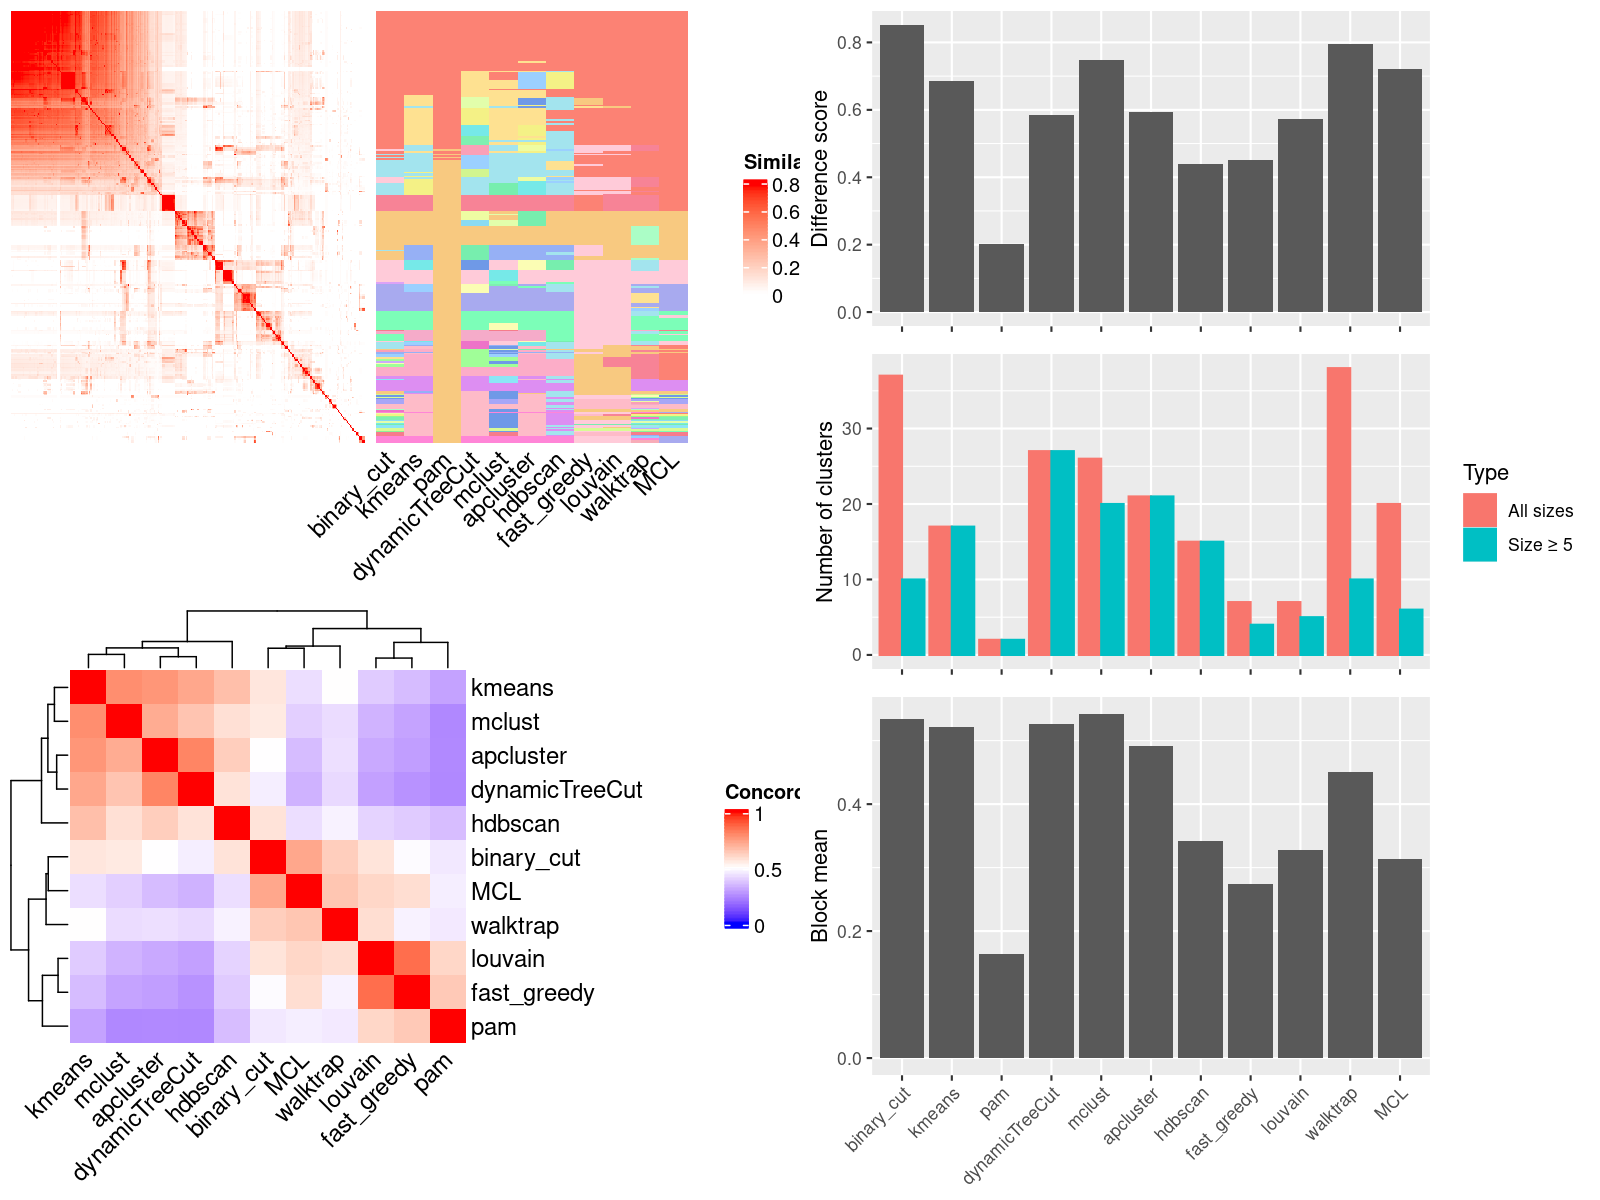 Simila
0.8
0.6
0.4
0.2
0
binary_cut
kmeans
pam
dynamicTreeCut
mclust
apcluster
hdbscan
fast_greedy
louvain
walktrap
MCL
Difference score
0.8
0.6
0.4
0.2
0.0
Number of clusters
30
20
10
0
Type
All sizes
Size ≥ 5
kmeans
mclust
apcluster
dynamicTreeCut
hdbscan
binary_cut
MCL
walktrap
louvain
fast_greedy
pam
kmeans
mclust
apcluster
dynamicTreeCut
hdbscan
binary_cut
MCL
walktrap
louvain
fast_greedy
pam
Concorc
1
0.5
0
Block mean
0.4
0.2
0.0
binary_cut
kmeans
pam
dynamicTreeCut
mclust
apcluster
hdbscan
fast_greedy
louvain
walktrap
MCL